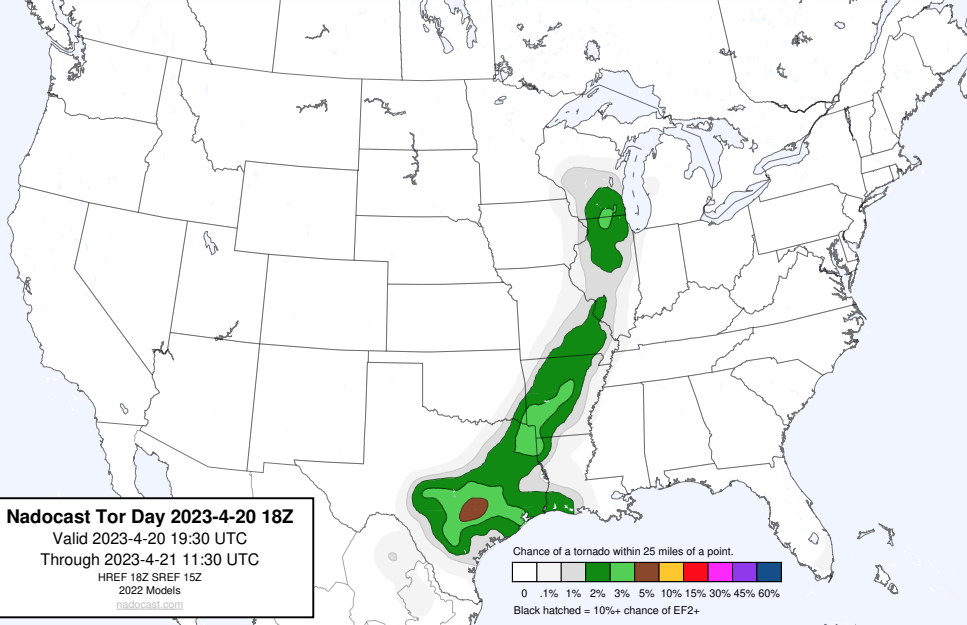 Nadocast Tor Day 2023-4-20 18Z
Valid 2023-4-20 19:30 UTC
Through 2023-4-21 11:30 UTC
HREF 18Z SREF 15Z
2022 Models
nadocast.com
Chance of a tornado within 25 miles of a point.
0 .1% 1% 2% 3% 5% 10% 15% 30% 45% 60%
Black hatched = 10%+ chance of EF2+